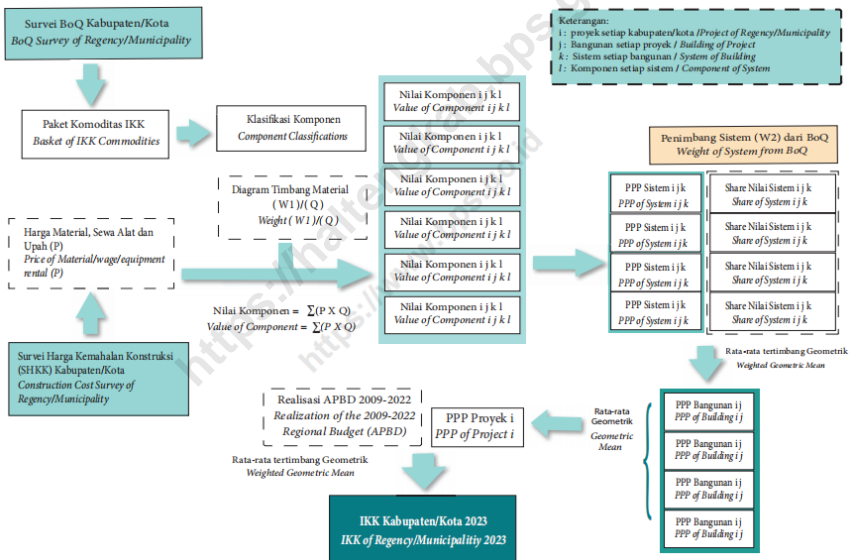 Survei BoQ Kabupaten/Kota
BoQ Survey of Regency/Municipality
Keterangan:
i : proyek setiap kabupaten/kota /Project of Regency/Municipality
j : Bangunan setiap proyek / Building of Project
k : Sistem setiap bangunan / System of Building
l : Komponen setiap sistem / Component of System
Paket Komoditas IKK
Basket of IKK Commodities
Klasifikasi Komponen
Component Classifications
Nilai Komponen i j k l
Value of Component i j k l
Nilai Komponen i j k l
Value of Component i j k l
Nilai Komponen i j k l
Value of Component i j k l
Nilai Komponen i j k l
Value of Component i j k l
Nilai Komponen i j k l
Value of Component i j k l
Nilai Komponen i j k l
Value of Component i j k l
Diagram Timbang Material
( W1)/( Q )
Weight ( W1)/( Q )
Harga Material, Sewa Alat dan
Upah (P)
Price of Material/wage/equipment
rental (P)
Nilai Komponen = ∑(P X Q)
Value of Component = ∑(P X Q)
Survei Harga Kemahalan Konstruksi
(SHKK) Kabupaten/Kota
Construction Cost Survey of
Regency/Municipality
Penimbang Sistem (W2) dari BoQ
Weight of System from BoQ
PPP Sistem i j k
PPP of System i j k
Share Nilai Sistem i j k
Share of System i j k
PPP Sistem i j k
PPP of System i j k
Share Nilai Sistem i j k
Share of System i j k
PPP Sistem i j k
PPP of System i j k
Share Nilai Sistem i j k
Share of System i j k
PPP Sistem i j k
PPP of System i j k
Share Nilai Sistem i j k
Share of System i j k
Rata-rata tertimbang Geometrik
Weighted Geometric Mean
PPP Bangunan i j
PPP of Building i j
PPP Bangunan i j
PPP of Building i j
PPP Bangunan i j
PPP of Building i j
PPP Bangunan i j
PPP of Building i j
Rata-rata
Geometrik
Geometric
Mean
PPP Proyek i
PPP of Project i
Realisasi APBD 2009-2022
Realization of the 2009-2022
Regional Budget (APBD)
Rata-rata tertimbang Geometrik
Weighted Geometric Mean
IKK Kabupaten/Kota 2023
IKK of Regency/Municipalitiy 2023
https://haltengkab.bps.g
https://www.bps.go.id